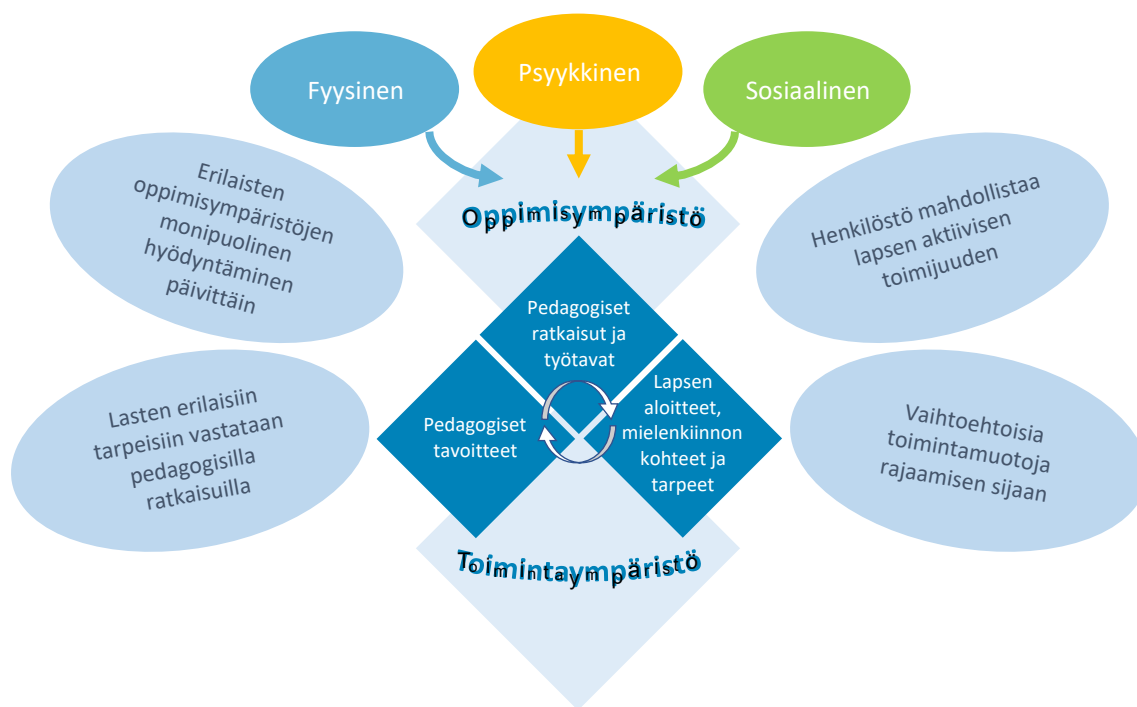 Fyysinen
Psyykkinen
Sosiaalinen
Erilaisten
oppimisympäristöjen
monipuolinen
hyödyntäminen
päivittäin
Oppimisympäristö
Henkilöstö mahdollistaa
lapsen aktiivisen
toimijuuden
Pedagogiset
ratkaisut ja
työtavat
Lasten erilaisiin
tarpeisiin vastataan
pedagogisilla
ratkaisuilla
Pedagogiset
tavoitteet
Lapsen
aloitteet,
mielenkiinnon
kohteet ja
tarpeet
Vaihtoehtoisia
toimintamuotoja
rajaamisen sijaan
Toimintaympäristö